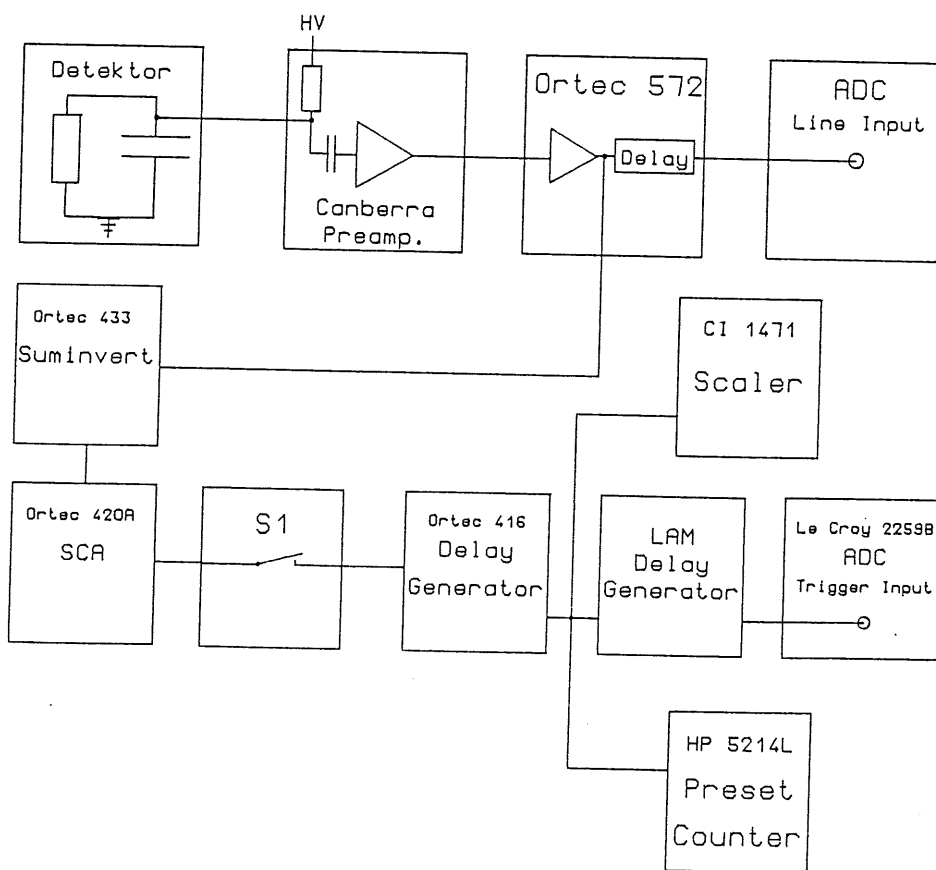 HV
Detektor
Canberra
Preamp.
Ortec 572
Delay
ADC
Line Input
Ortec 433
Suminvert
CI 1471
Scaler
Ortec 420A
SCA
S1
Ortec 416
Delay
Generator
LAM
Delay
Generator
Le Croy 2259B
ADC
Trigger Input
HP 5214L
Preset
Counter